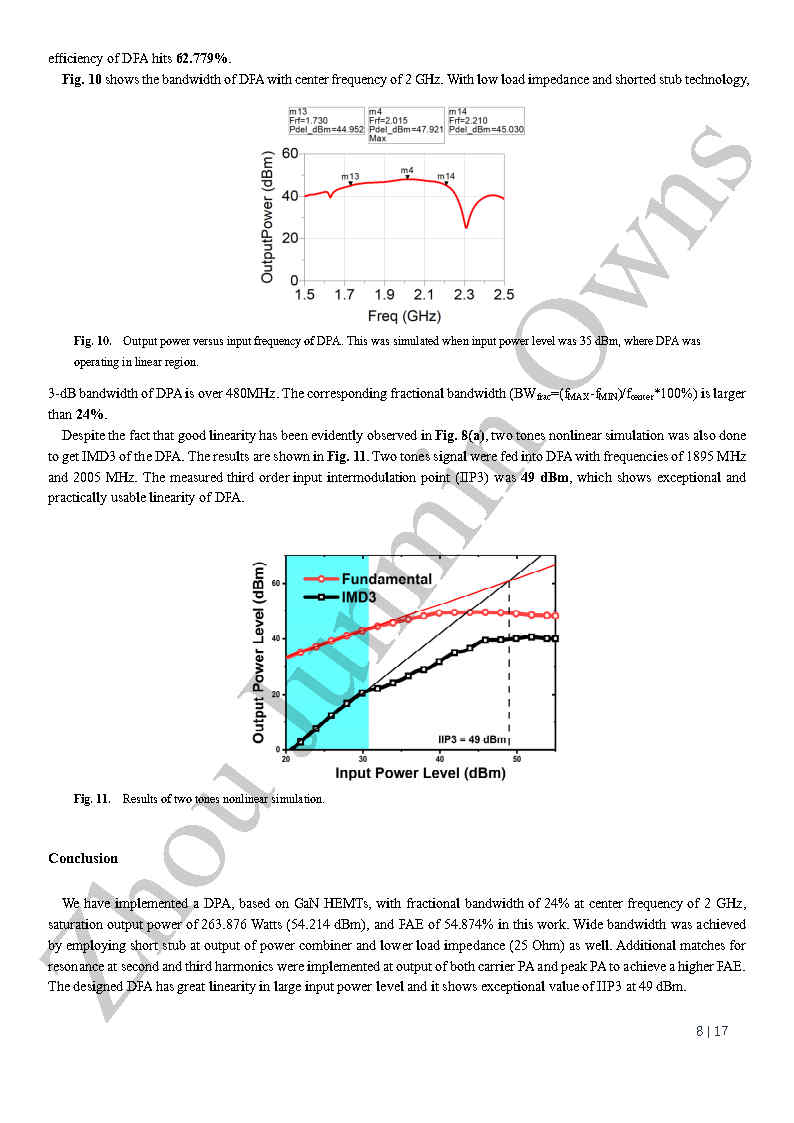 efficiency of DPA hits 62.779%.
Fig. 10 shows the bandwidth of DPA with center frequency of 2 GHz. With low load impedance and shorted stub technology,
m13
Frf=1.730
Pdel_dBm=44.952
m4
Frf=2.015
Pdel_dBm=47.921
Max
m14
Frf=2.210
Pdel_dBm=45.030
OutputPower (dBm)
60
40
20
0
m13
m4
m14
1.5 1.7 1.9 2.1 2.3 2.5
Freq (GHz)
Fig. 10. Output power versus input frequency of DPA. This was simulated when input power level was 35 dBm, where DPA was
operating in linear region.
3-dB bandwidth of DPA is over 480MHz. The corresponding fractional bandwidth (BWfrac=(fMAX-fMIN)/fcenter*100%) is larger
than 24%.
Despite the fact that good linearity has been evidently observed in Fig. 8(a), two tones nonlinear simulation was also done
to get IMD3 of the DPA. The results are shown in Fig. 11. Two tones signal were fed into DPA with frequencies of 1895 MHz
and 2005 MHz. The measured third order input intermodulation point (IIP3) was 49 dBm, which shows exceptional and
practically usable linearity of DPA.
Output Power Level (dBm)
60
40
20
0
Fundamental
IMD3
IIP3 = 49 dBm
20 30 40 50
Input Power Level (dBm)
Fig. 11. Results of two tones nonlinear simulation.
Conclusion
We have implemented a DPA, based on GaN HEMTs, with fractional bandwidth of 24% at center frequency of 2 GHz,
saturation output power of 263.876 Watts (54.214 dBm), and PAE of 54.874% in this work. Wide bandwidth was achieved
by employing short stub at output of power combiner and lower load impedance (25 Ohm) as well. Additional matches for
resonance at second and third harmonics were implemented at output of both carrier PA and peak PA to achieve a higher PAE.
The designed DPA has great linearity in large input power level and it shows exceptional value of IIP3 at 49 dBm.
8 | 17
Zhou Junmin Owns